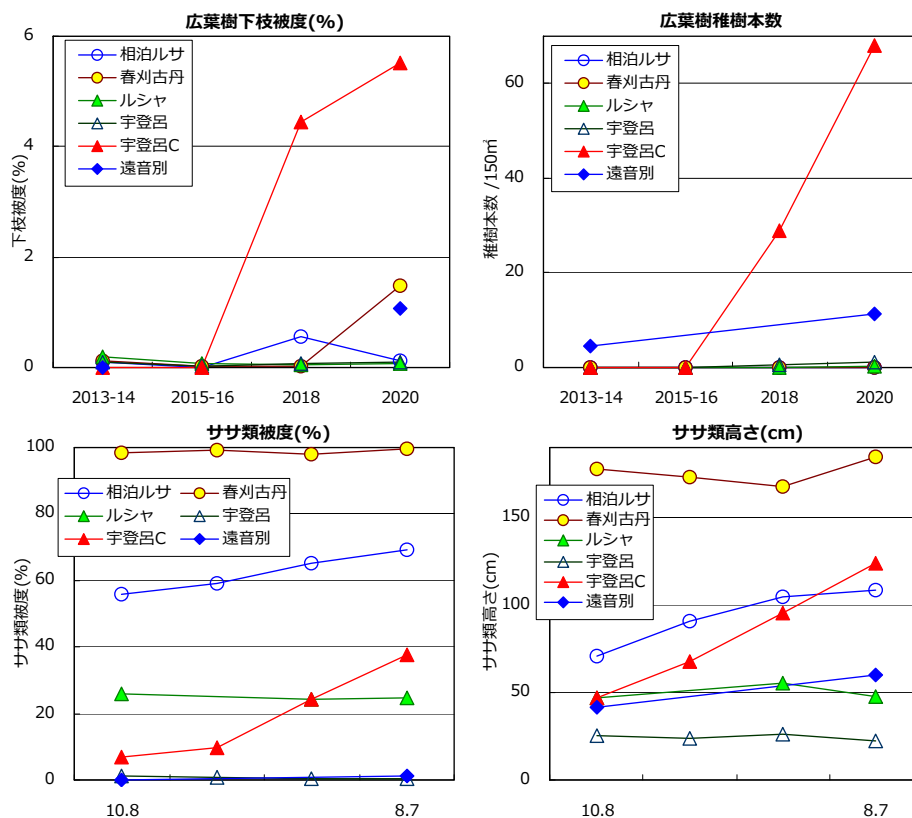 広葉樹下枝被度(%)
6
4
2
0
下枝被度(%)
相泊ルサ
春刈古丹
ルシャ
宇登呂
宇登呂C
遠音別
2013-14 2015-16 2018 2020
広葉樹稚樹本数
60
40
20
0
稚樹本数 /150㎡
相泊ルサ
春刈古丹
ルシャ
宇登呂
宇登呂C
遠音別
2013-14 2015-16 2018 2020
ササ類被度(%)
100
80
60
40
20
0
ササ類被度(%)
相泊ルサ 春刈古丹
ルシャ 宇登呂
宇登呂C 遠音別
10.8 8.7
ササ類高さ(cm)
150
100
50
0
ササ類高さ(cm)
相泊ルサ
春刈古丹
ルシャ
宇登呂
宇登呂C
遠音別
10.8 8.7